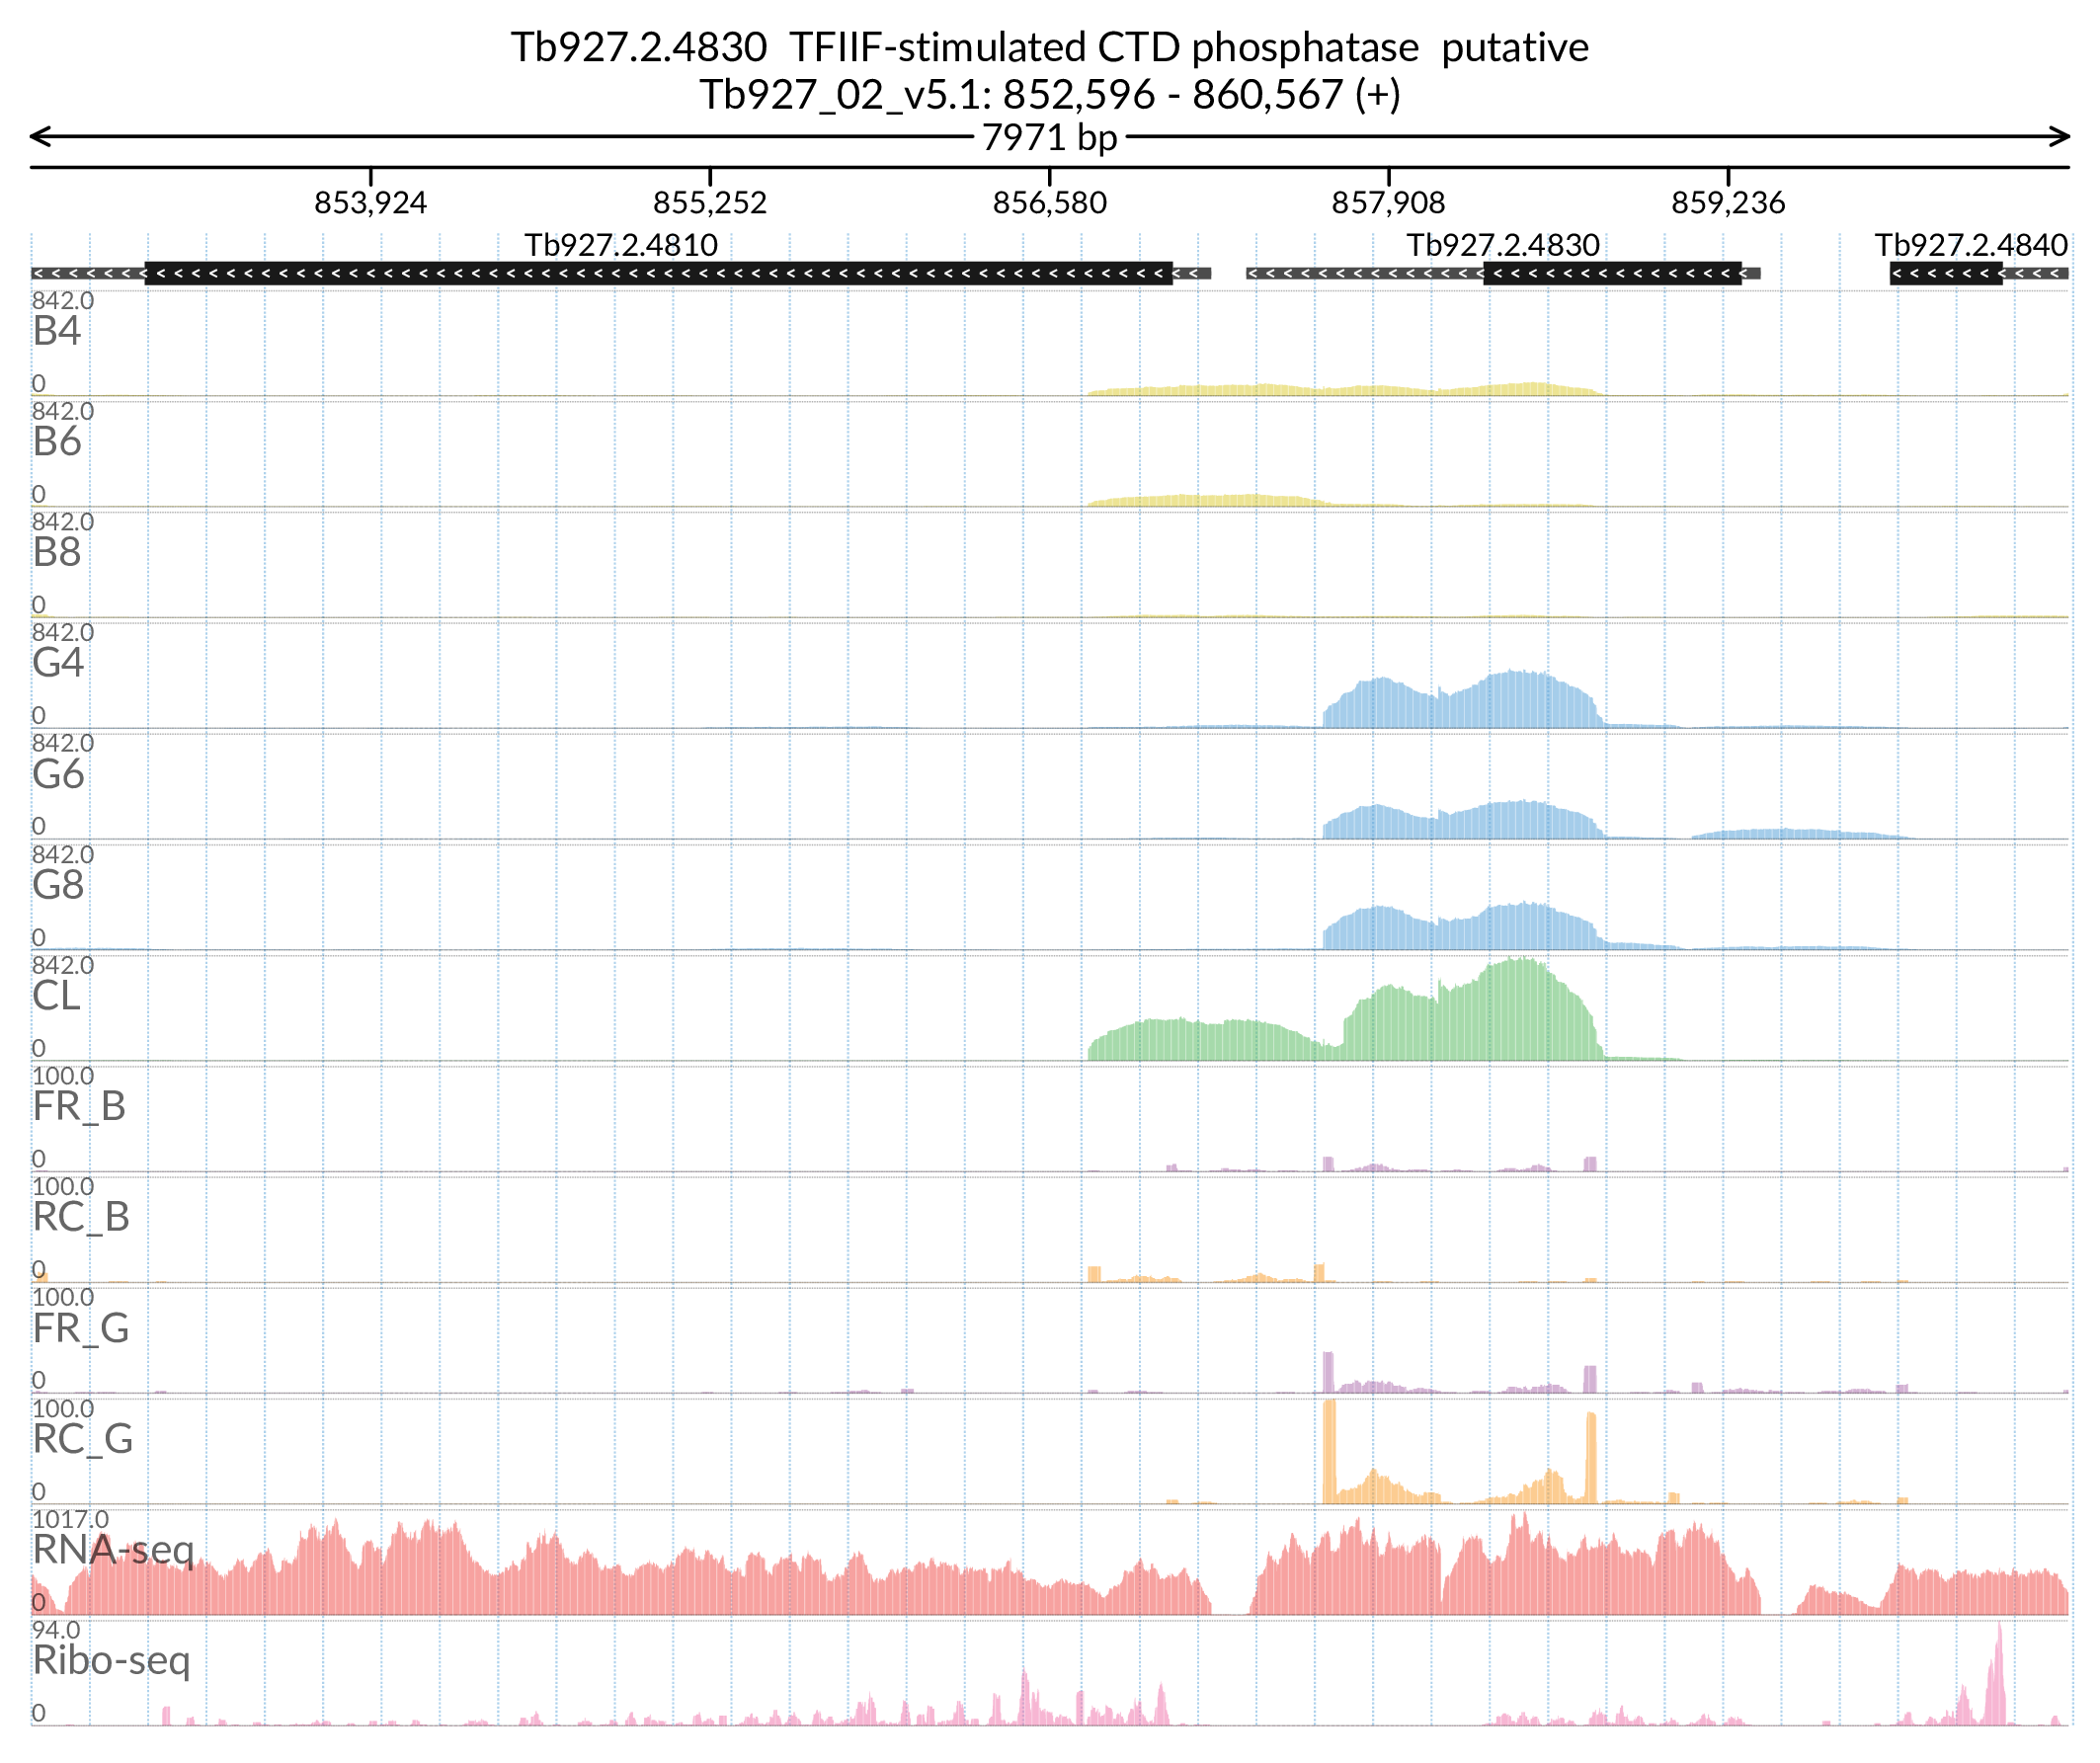 Tb927.2.4830  TFIIF-stimulated CTD phosphatase  putative
Tb927_02_v5.1: 852,596 - 860,567 (+)
7971 bp
853,924 855,252 856,580 857,908 859,236
Tb927.2.4810 Tb927.2.4830 Tb927.2.4840
842.0
B4
0
842.0
B6
0
842.0
B8
0
842.0
G4
0
842.0
G6
0
842.0
G8
0
842.0
CL
0
100.0
FR_B
0
100.0
RC_B
0
100.0
FR_G
0
100.0
RC_G
0
1017.0
RNA-seq
0
94.0
Ribo-seq
0